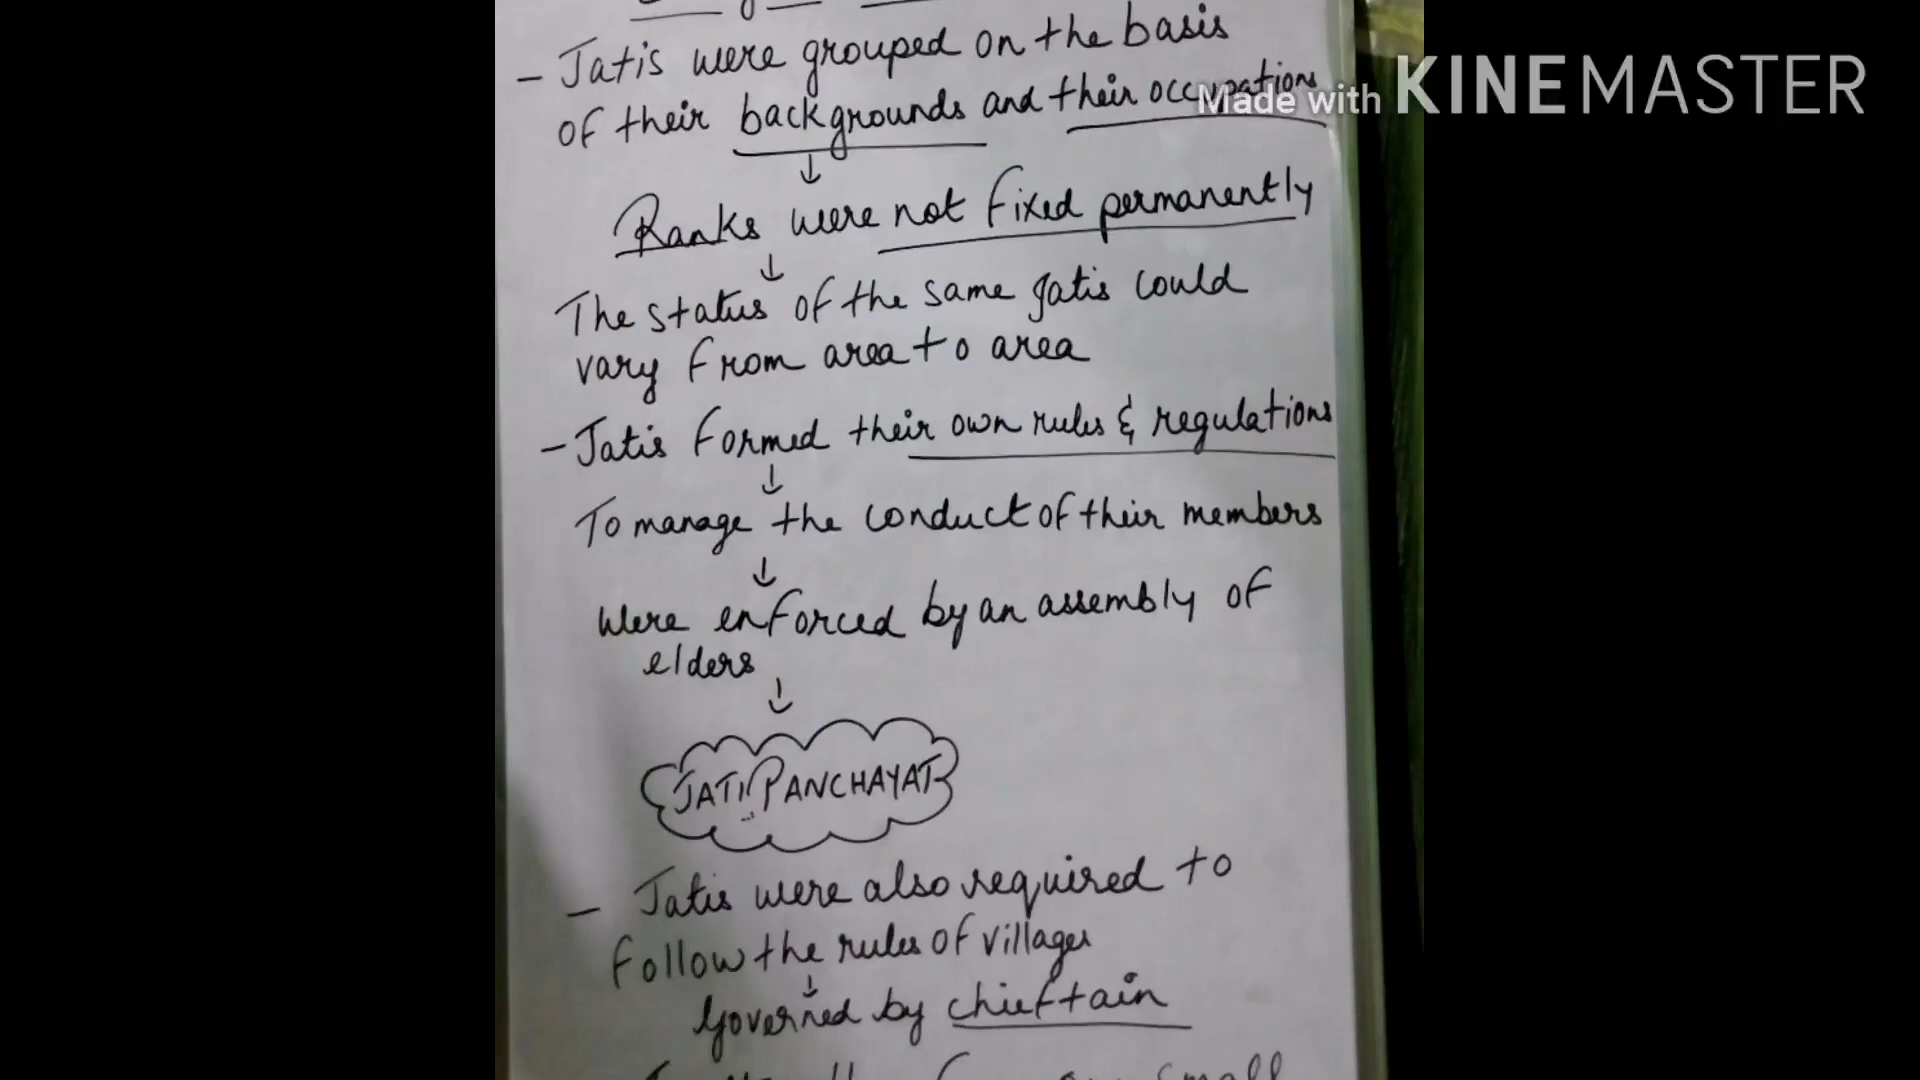 - Jatis were grouped on the basis
of their backgrounds and their occupations
Made with KINEMASTER
↓
Ranks were not fixed permanently
↓
The status of the same Jatis could
vary from area to area
- Jatis formed their own rules & regulations
↓
To manage the conduct of their members
↓
Were enforced by an assembly of
elders
↓
JATI PANCHAYAT
- Jatis were also required to
follow the rules of villages
↓
Governed by chieftain
small